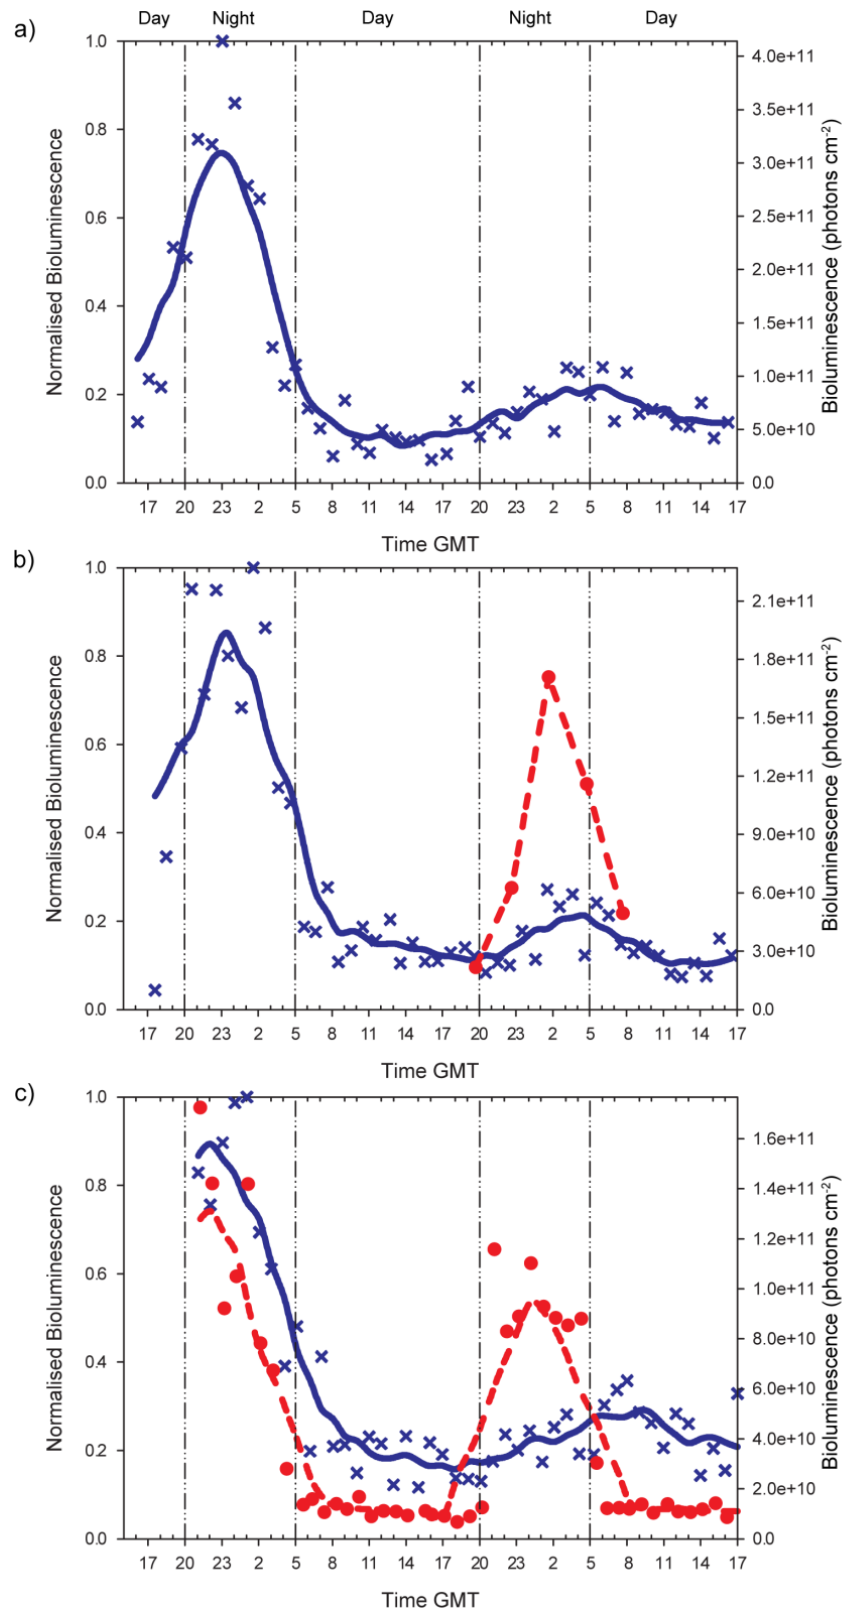 Day Night Day Night Day
a)
Normalised Bioluminescence
1.0
0.8
0.6
0.4
0.2
0.0
4.0e+11
3.5e+11
3.0e+11
2.5e+11
2.0e+11
1.5e+11
1.0e+11
5.0e+10
0.0
Bioluminescence (photons cm-2)
17 20 23 2 5 8 11 14 17 20 23 2 5 8 11 14 17
Time GMT
b)
Normalised Bioluminescence
1.0
0.8
0.6
0.4
0.2
0.0
2.1e+11
1.8e+11
1.5e+11
1.2e+11
9.0e+10
6.0e+10
3.0e+10
0.0
Bioluminescence (photons cm-2)
17 20 23 2 5 8 11 14 17 20 23 2 5 8 11 14 17
Time GMT
c)
Normalised Bioluminescence
1.0
0.8
0.6
0.4
0.2
0.0
1.6e+11
1.4e+11
1.2e+11
1.0e+11
8.0e+10
6.0e+10
4.0e+10
2.0e+10
0.0
Bioluminescence (photons cm-2)
17 20 23 2 5 8 11 14 17 20 23 2 5 8 11 14 17
Time GMT